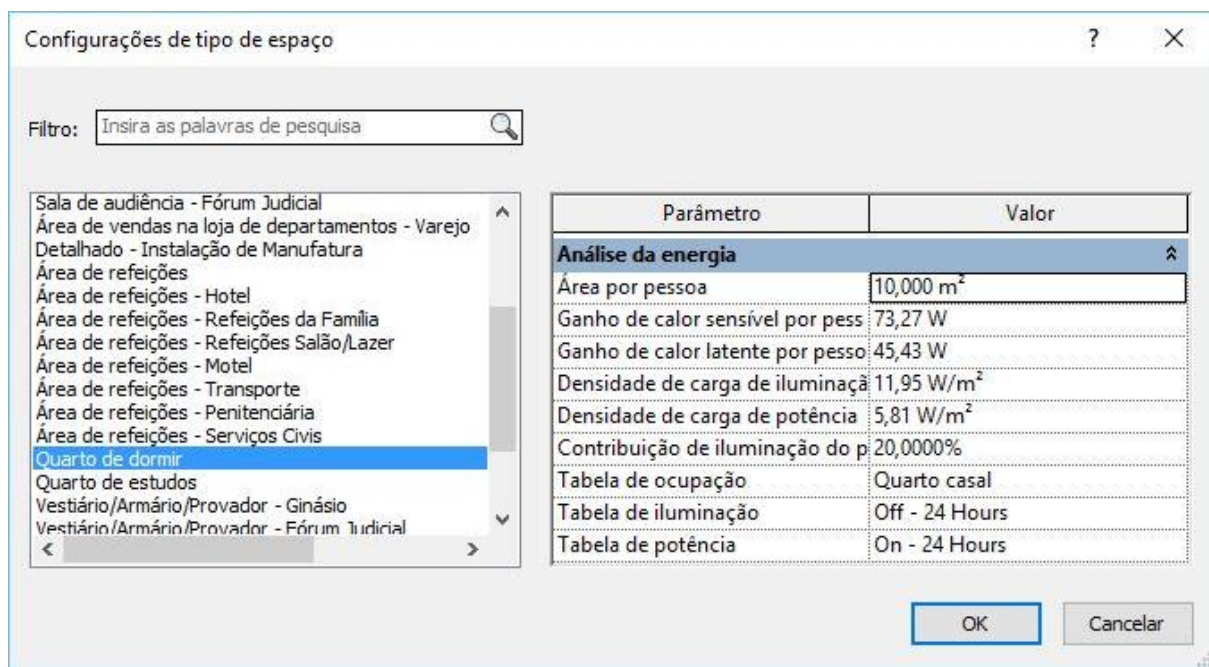 Configurações de tipo de espaço
?
Filtro: Insira as palavras de pesquisa
Sala de audiência - Fórum Judicial
Área de vendas na loja de departamentos - Varejo
Detalhado - Instalação de Manufatura
Área de refeições
Área de refeições - Hotel
Área de refeições - Refeições da Família
Área de refeições - Refeições Salão/Lazer
Área de refeições - Motel
Área de refeições - Transporte
Área de refeições - Penitenciária
Área de refeições - Serviços Civis
Quarto de dormir
Quarto de estudos
Vestiário/Armário/Provador - Ginásio
Vestiário/Armário/Provador - Fórum Judicial
Parâmetro Valor
Análise da energia
Área por pessoa 10,000 m²
Ganho de calor sensível por pess 73,27 W
Ganho de calor latente por pesso 45,43 W
Densidade de carga de iluminaçã 11,95 W/m²
Densidade de carga de potência 5,81 W/m²
Contribuição de iluminação do p 20,0000%
Tabela de ocupação Quarto casal
Tabela de iluminação Off - 24 Hours
Tabela de potência On - 24 Hours
OK Cancelar